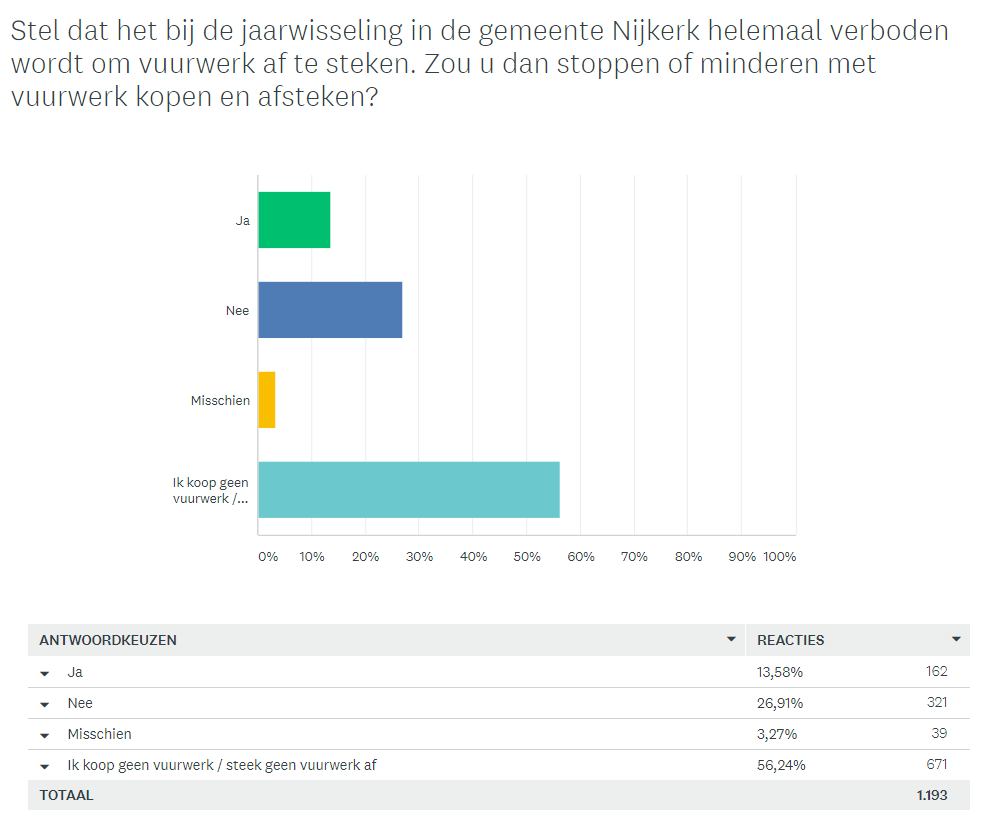 Stel dat het bij de jaarwisseling in de gemeente Nijkerk helemaal verboden
wordt om vuurwerk af te steken. Zou u dan stoppen of minderen met
vuurwerk kopen en afsteken?
Ja
Nee
Misschien
Ik koop geen
vuurwerk /...
0% 10% 20% 30% 40% 50% 60% 70% 80% 90% 100%
ANTWOORDKEUZEN REACTIES
Ja 13,58% 162
Nee 26,91% 321
Misschien 3,27% 39
Ik koop geen vuurwerk / steek geen vuurwerk af 56,24% 671
TOTAAL 1.193